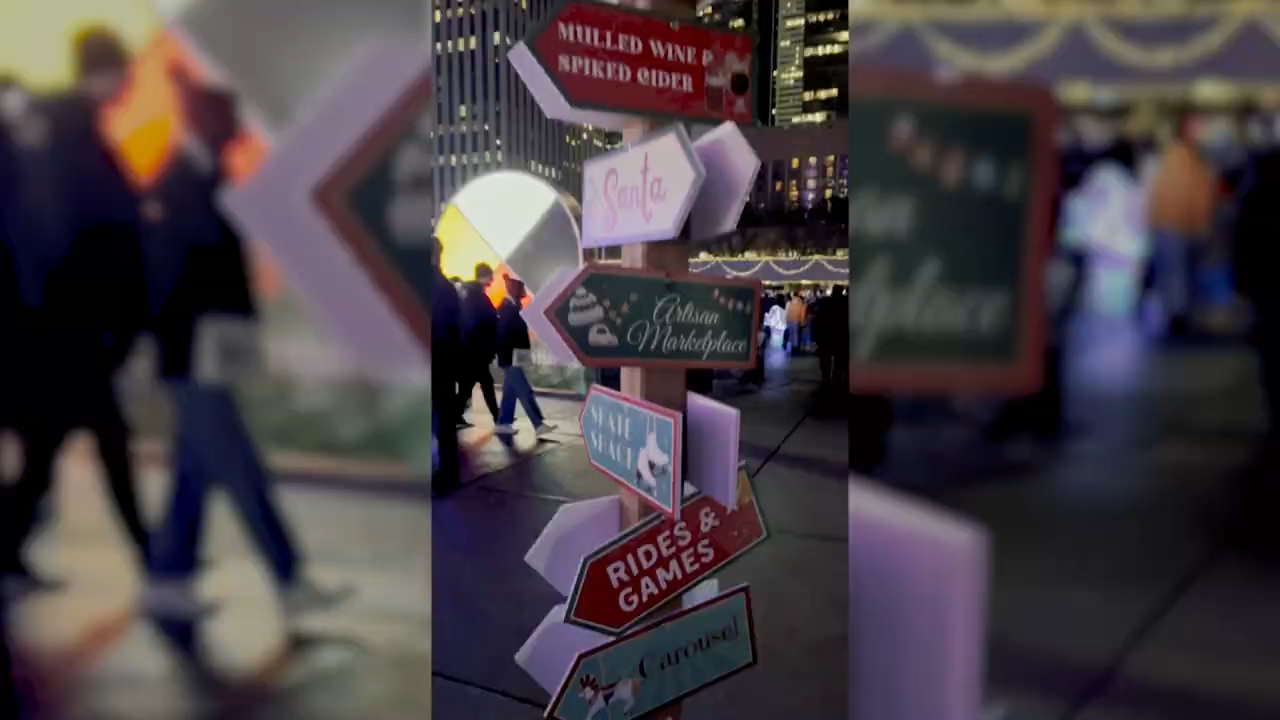 MULLED WINE &
SPIKED CIDER
Santa
Artisan
Marketplace
SKATE
RIDES &
GAMES
Carousel